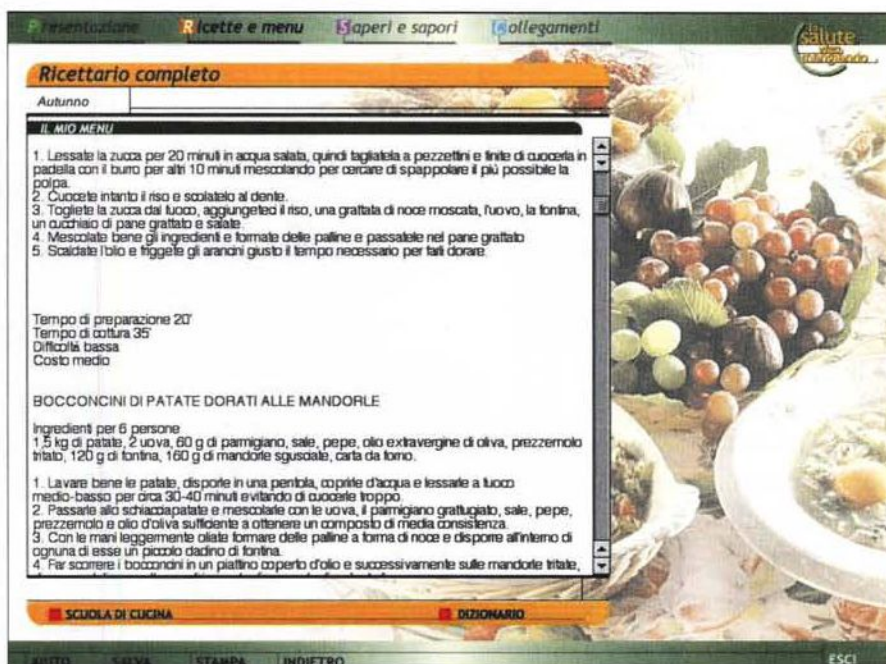 Presentazione Ricette e menu Saperi e sapori Collegamenti
la salute vien mangiando...
Ricettario completo
Autunno
IL MIO MENU
1. Lessate la zucca per 20 minuti in acqua salata, quindi tagliatela a pezzettini e finite di cuocerla in
padella con il burro per altri 10 minuti mescolando per cercare di spappolare il più possibile la
polpa.
2. Cuocete intanto il riso e scolatelo al dente.
3. Togliete la zucca dal fuoco, aggiungeteci il riso, una grattata di noce moscata, l'uovo, la fontina,
un cucchiaio di pane grattato e salate.
4. Mescolate bene gli ingredienti e formate delle palline e passatele nel pane grattato
5. Scaldate l'olio e friggete gli arancini giusto il tempo necessario per farli dorare.
Tempo di preparazione 20'
Tempo di cottura 35'
Difficoltà bassa
Costo medio
BOCCONCINI DI PATATE DORATI ALLE MANDORLE
Ingredienti per 6 persone
1,5 kg di patate, 2 uova, 60 g di parmigiano, sale, pepe, olio extravergine di oliva, prezzemolo
tritato, 120 g di fontina, 160 g di mandorle sgusciate, carta da forno.
1. Lavare bene le patate, disporle in una pentola, coprirle d'acqua e lessarle a fuoco
medio-basso per circa 30-40 minuti evitando di cuocerle troppo.
2. Passarle allo schiacciapatate e mescolarle con le uova, il parmigiano grattugiato, sale, pepe,
prezzemolo e olio d'oliva sufficiente a ottenere un composto di media consistenza.
3. Con le mani leggermente oliate formare delle palline a forma di noce e disporre all'interno di
ognuna di esse un piccolo dadino di fontina.
4. Far scorrere i bocconcini in un piattino coperto d'olio e successivamente sulle mandorle tritate,
SCUOLA DI CUCINA DIZIONARIO
AIUTO SALVA STAMPA INDIETRO ESCI